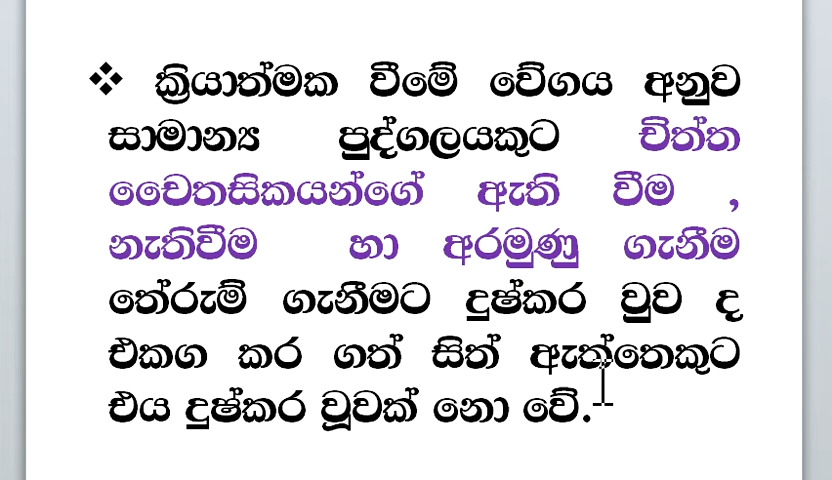 ❖ ක්‍රියාත්මක වීමේ වේගය අනුව
සාමාන්‍ය පුද්ගලයකුට චිත්ත
චෛතසිකයන්ගේ ඇති වීම ,
නැතිවීම හා අරමුණු ගැනීම
තේරුම් ගැනීමට දුෂ්කර වුව ද
එකග කර ගත් සිත් ඇත්තෙකුට
එය දුෂ්කර වූවක් නො වේ.